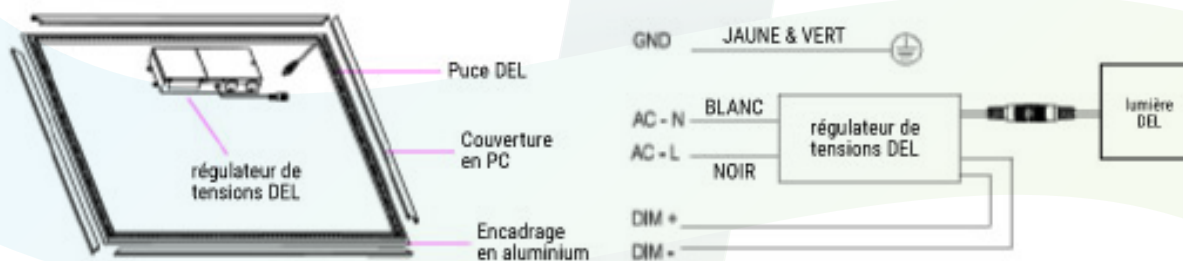 Puce DEL
Couverture
en PC
régulateur de
tensions DEL
Encadrage
en aluminium
GND
JAUNE & VERT
AC - N
BLANC
AC - L
NOIR
régulateur de
tensions DEL
lumière
DEL
DIM +
DIM -